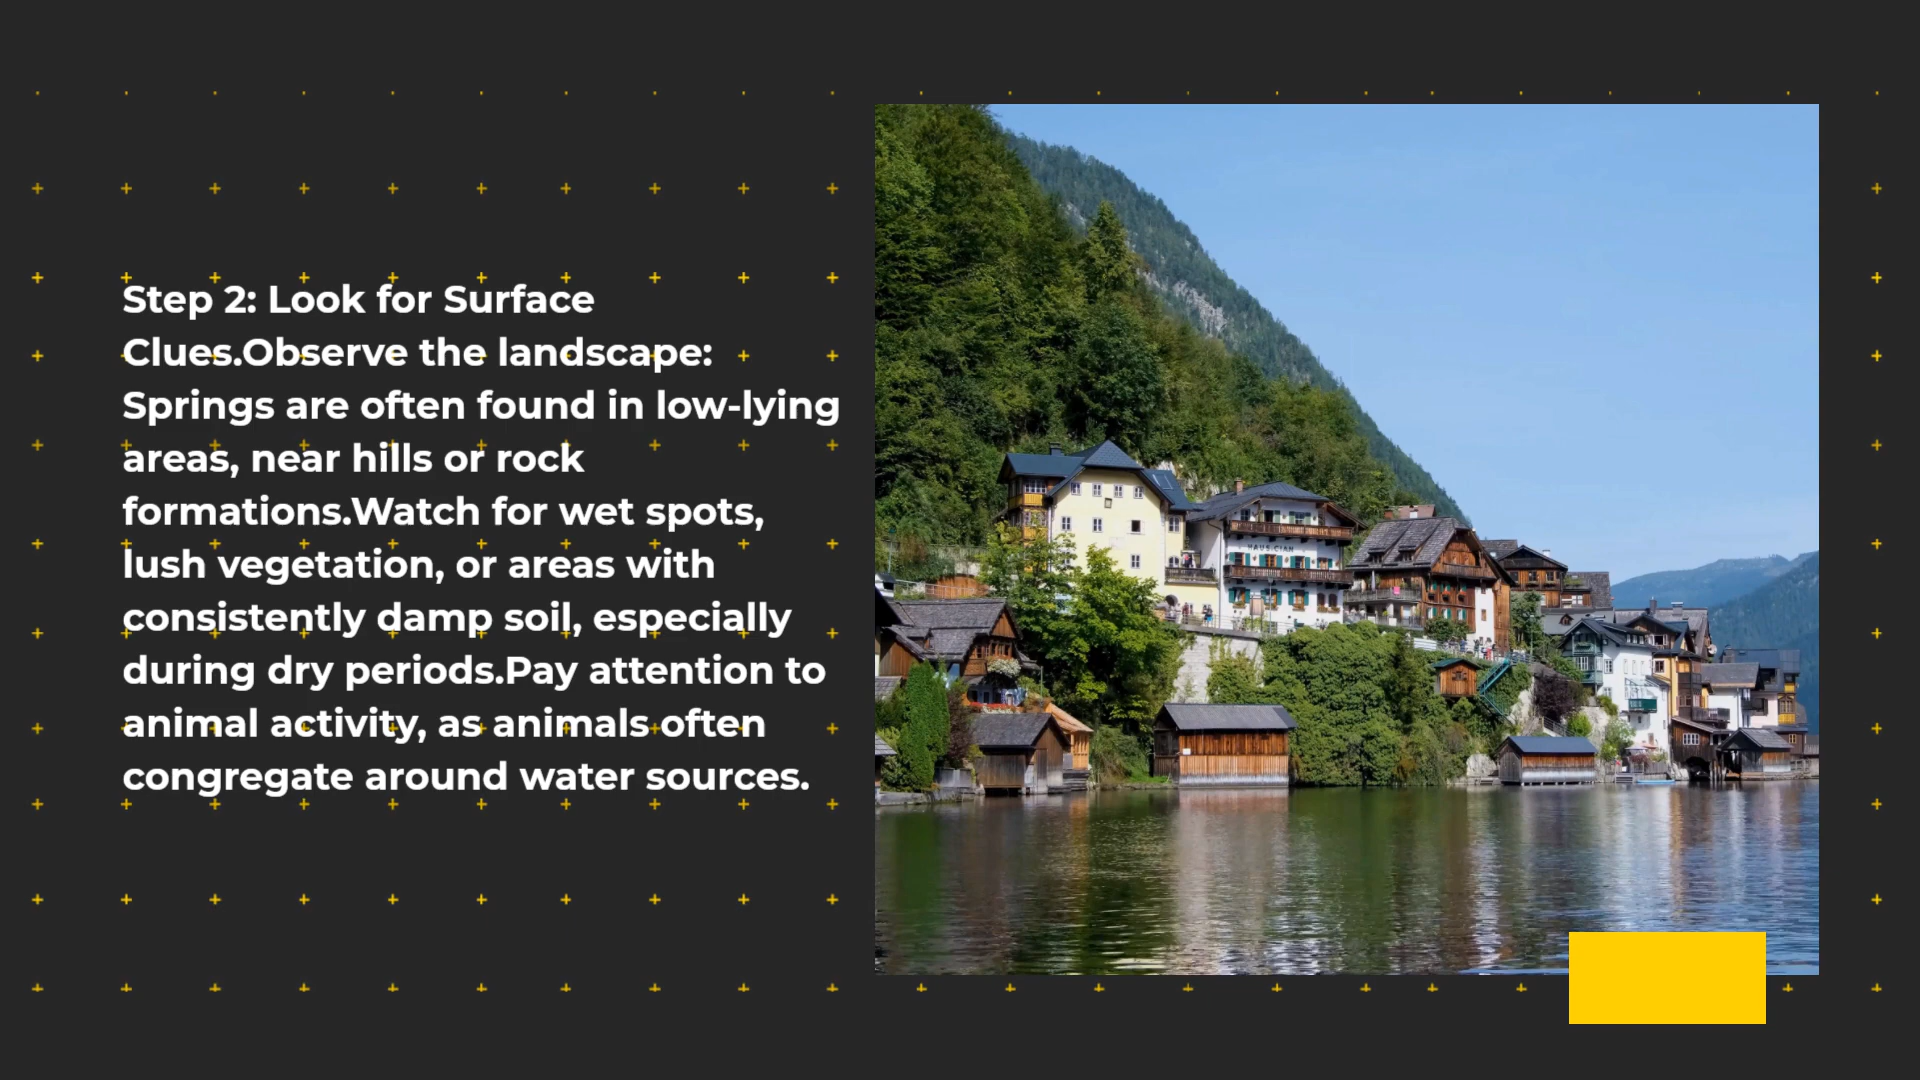 Step 2: Look for Surface
Clues.Observe the landscape:
Springs are often found in low-lying
areas, near hills or rock
formations.Watch for wet spots,
lush vegetation, or areas with
consistently damp soil, especially
during dry periods.Pay attention to
animal activity, as animals often
congregate around water sources.
HAUS CIAN